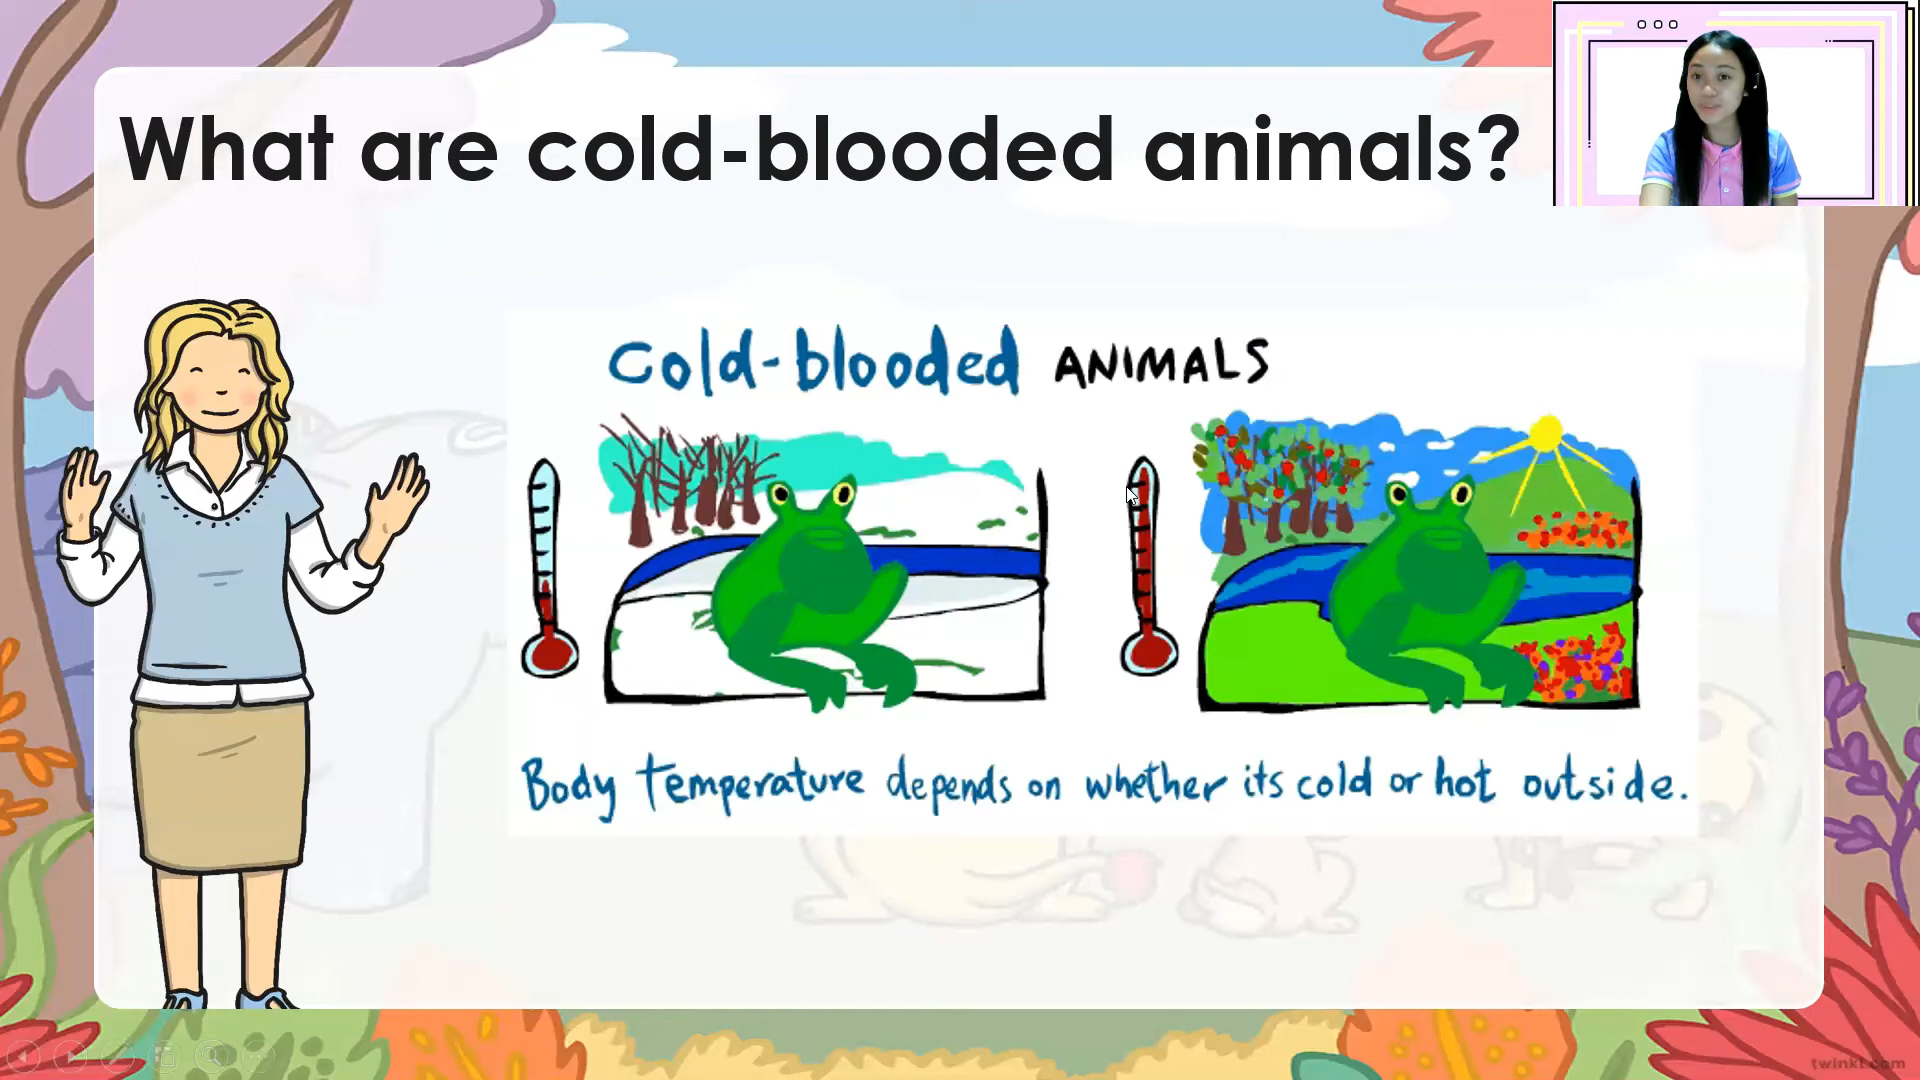 What are cold-blooded animals?
Cold-blooded ANIMALS
Body temperature depends on whether its cold or hot outside.
twinkl.com